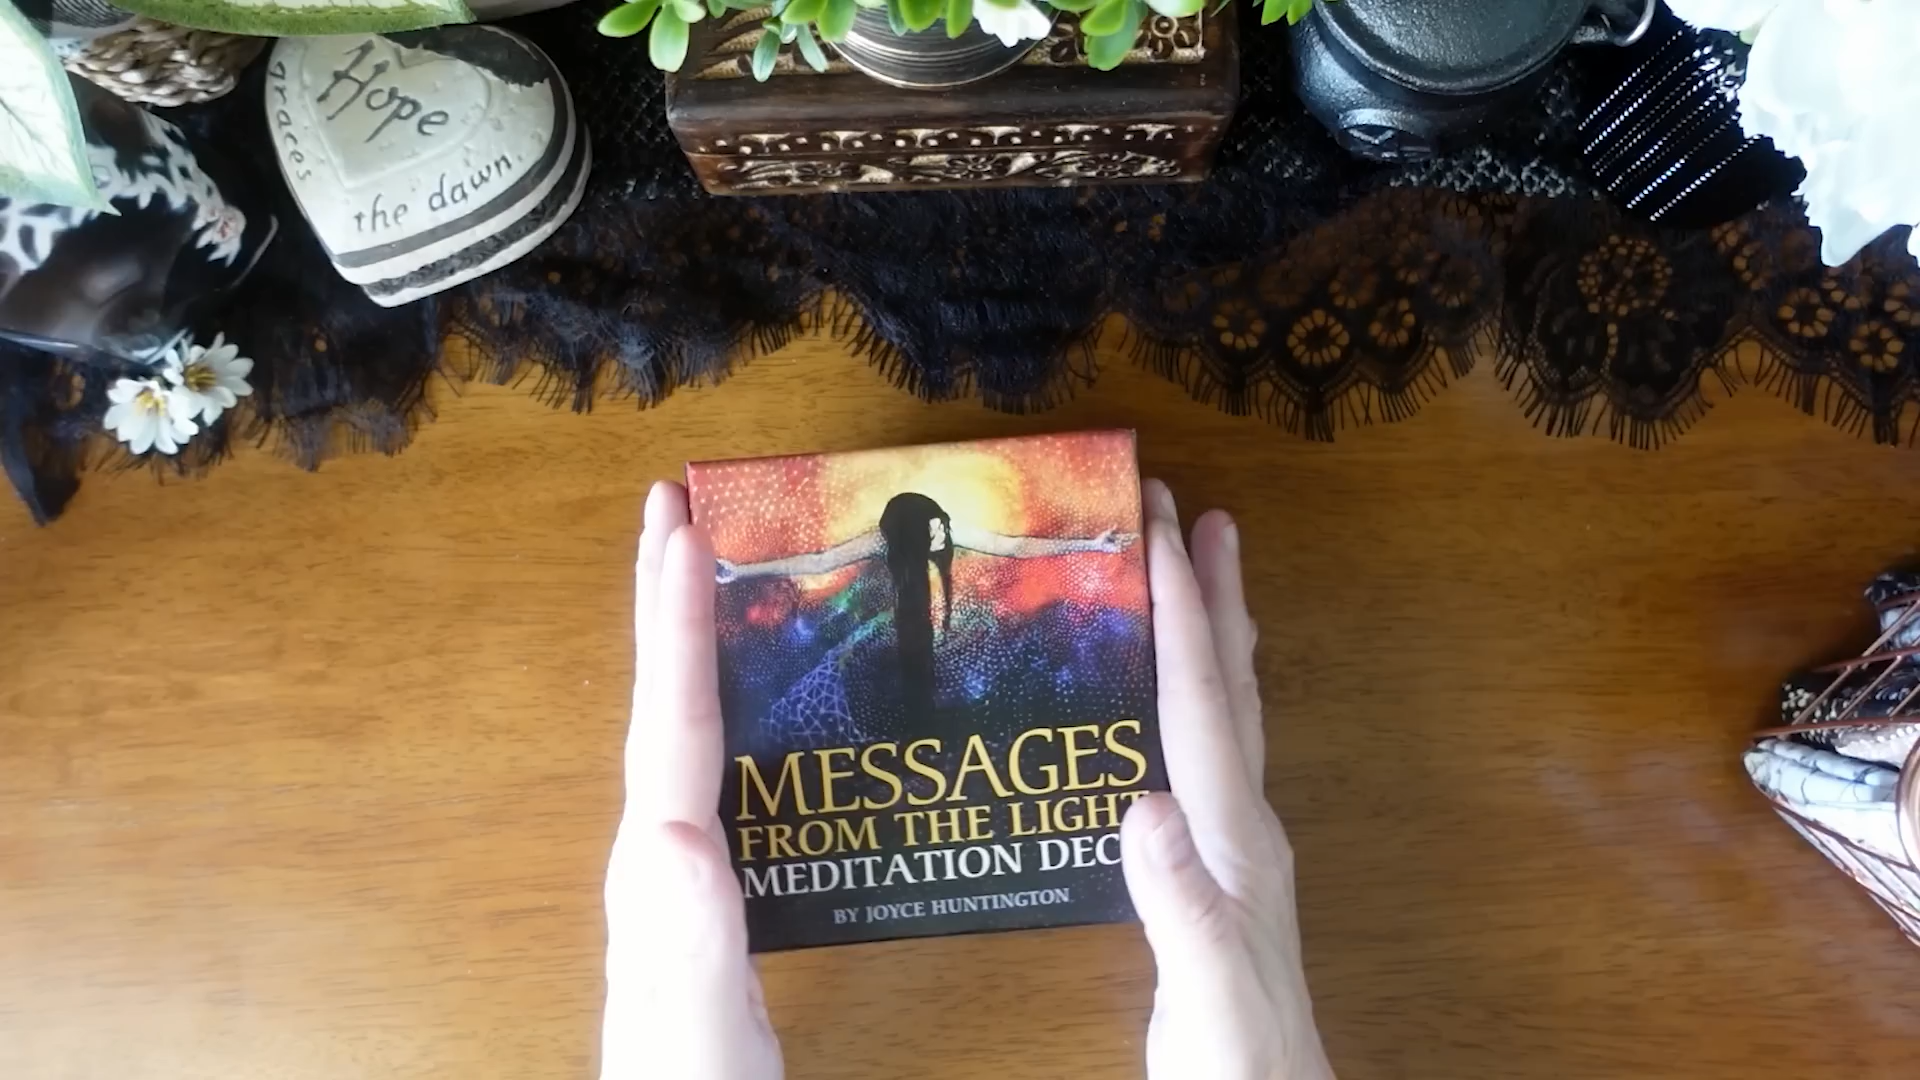 Hope
graces
the dawn.
MESSAGES
FROM THE LIGHT
MEDITATION DEC
BY JOYCE HUNTINGTON